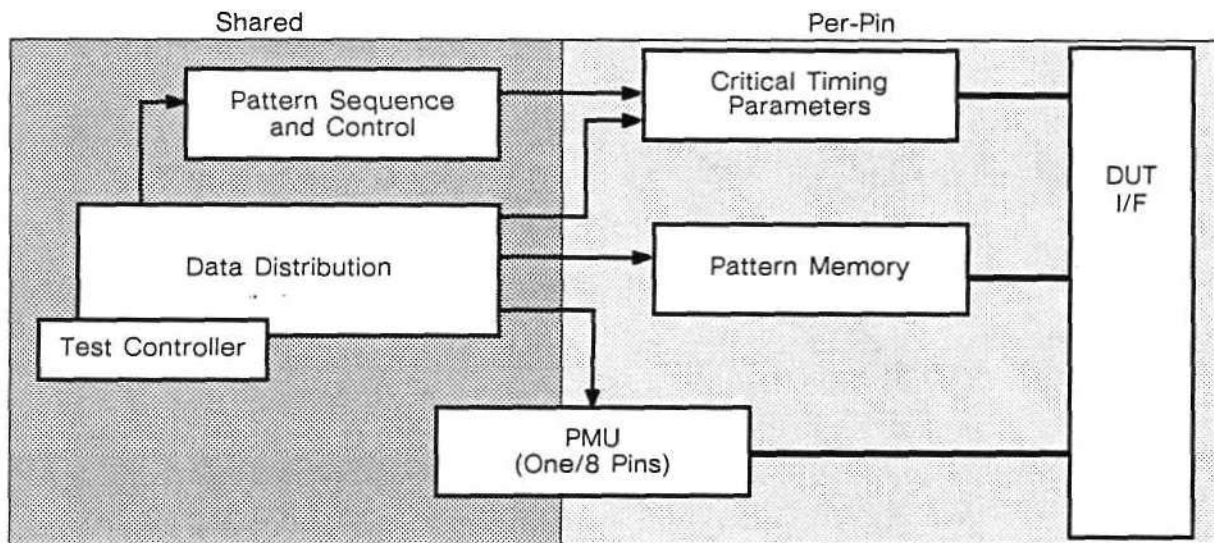 Shared
Per-Pin
Pattern Sequence
and Control
Critical Timing
Parameters
DUT
I/F
Data Distribution
Pattern Memory
Test Controller
PMU
(One/8 Pins)